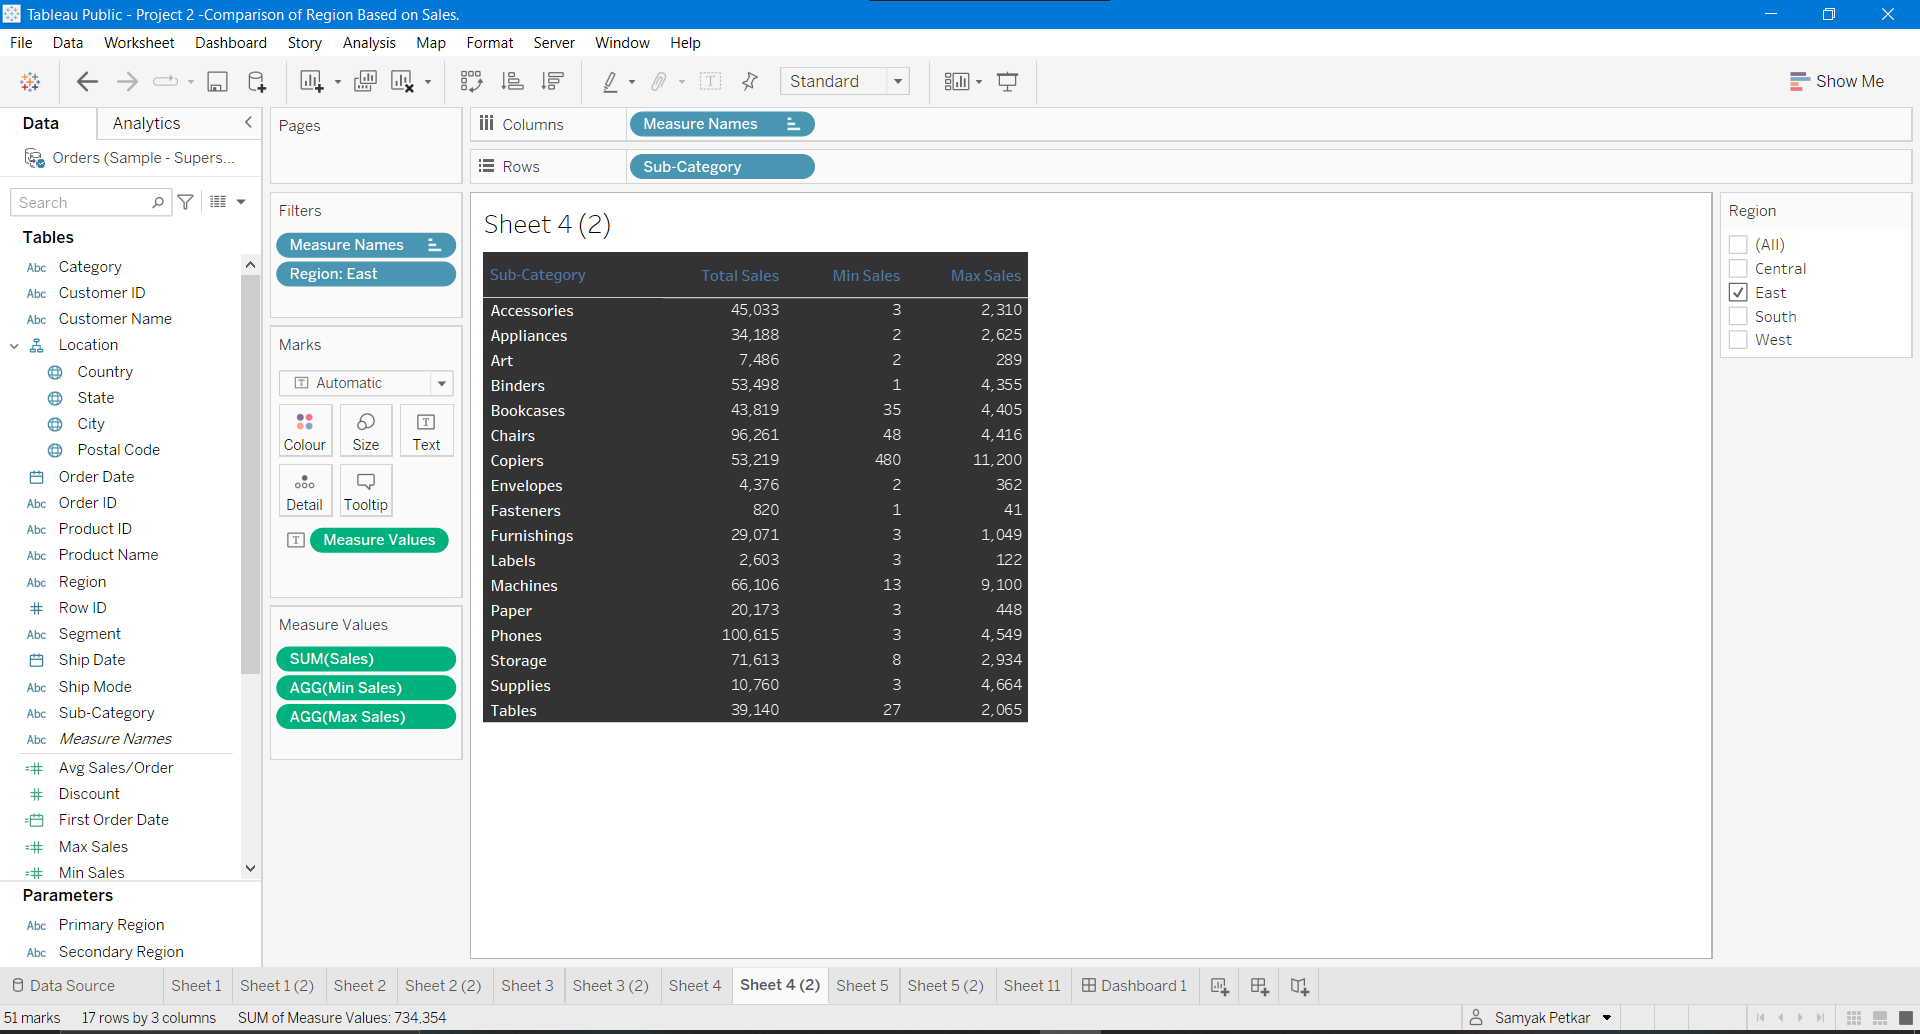 Tableau Public - Project 2 -Comparison of Region Based on Sales.
File Data Worksheet Dashboard Story Analysis Map Format Server Window Help
Standard
Show Me
Data Analytics
Orders (Sample - Supers...
Search
Tables
Abc Category
Abc Customer ID
Abc Customer Name
Location
Country
State
City
Postal Code
Order Date
Abc Order ID
Abc Product ID
Abc Product Name
Abc Region
# Row ID
Abc Segment
Ship Date
Abc Ship Mode
Abc Sub-Category
Abc Measure Names
=# Avg Sales/Order
# Discount
First Order Date
=# Max Sales
=# Min Sales
Parameters
Abc Primary Region
Abc Secondary Region
Pages
Filters
Measure Names
Region: East
Marks
T Automatic
Colour Size T Text
Detail Tooltip
T Measure Values
Measure Values
SUM(Sales)
AGG(Min Sales)
AGG(Max Sales)
Columns Measure Names
Rows Sub-Category
Sheet 4 (2)
Sub-Category Total Sales Min Sales Max Sales
Accessories 45,033 3 2,310
Appliances 34,188 2 2,625
Art 7,486 2 289
Binders 53,498 1 4,355
Bookcases 43,819 35 4,405
Chairs 96,261 48 4,416
Copiers 53,219 480 11,200
Envelopes 4,376 2 362
Fasteners 820 1 41
Furnishings 29,071 3 1,049
Labels 2,603 3 122
Machines 66,106 13 9,100
Paper 20,173 3 448
Phones 100,615 3 4,549
Storage 71,613 8 2,934
Supplies 10,760 3 4,664
Tables 39,140 27 2,065
Region
(All)
Central
East
South
West
Data Source Sheet 1 Sheet 1 (2) Sheet 2 Sheet 2 (2) Sheet 3 Sheet 3 (2) Sheet 4 Sheet 4 (2) Sheet 5 Sheet 5 (2) Sheet 11 Dashboard 1
51 marks 17 rows by 3 columns SUM of Measure Values: 734,354 Samyak Petkar